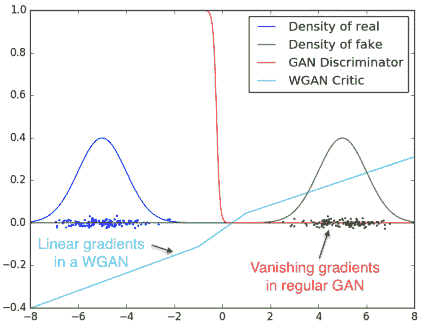 1.0
0.8
0.6
0.4
0.2
0.0
−0.2
−0.4
−8
−6
−4
−2
0
2
4
6
8
Density of real
Density of fake
GAN Discriminator
WGAN Critic
Linear gradients
in a WGAN
Vanishing gradients
in regular GAN